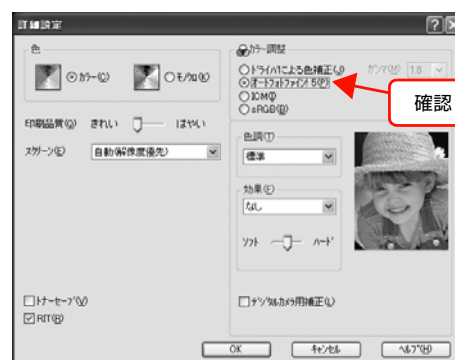 詳細設定
色
カラー(C)
モノクロ(K)
印刷品質(Q)
きれい
はやい
スクリーン(E)
自動(解像度優先)
トナーセーブ(V)
RIT(B)
カラー調整
ドライバによる色補正(J)
ガンマ(M)
1.8
オートフォトファイン!5(P)
ICM(I)
sRGB(G)
確認
色調(T)
標準
効果(F)
なし
ソフト
ハード
デジタルカメラ用補正(L)
OK
キャンセル
ヘルプ(H)